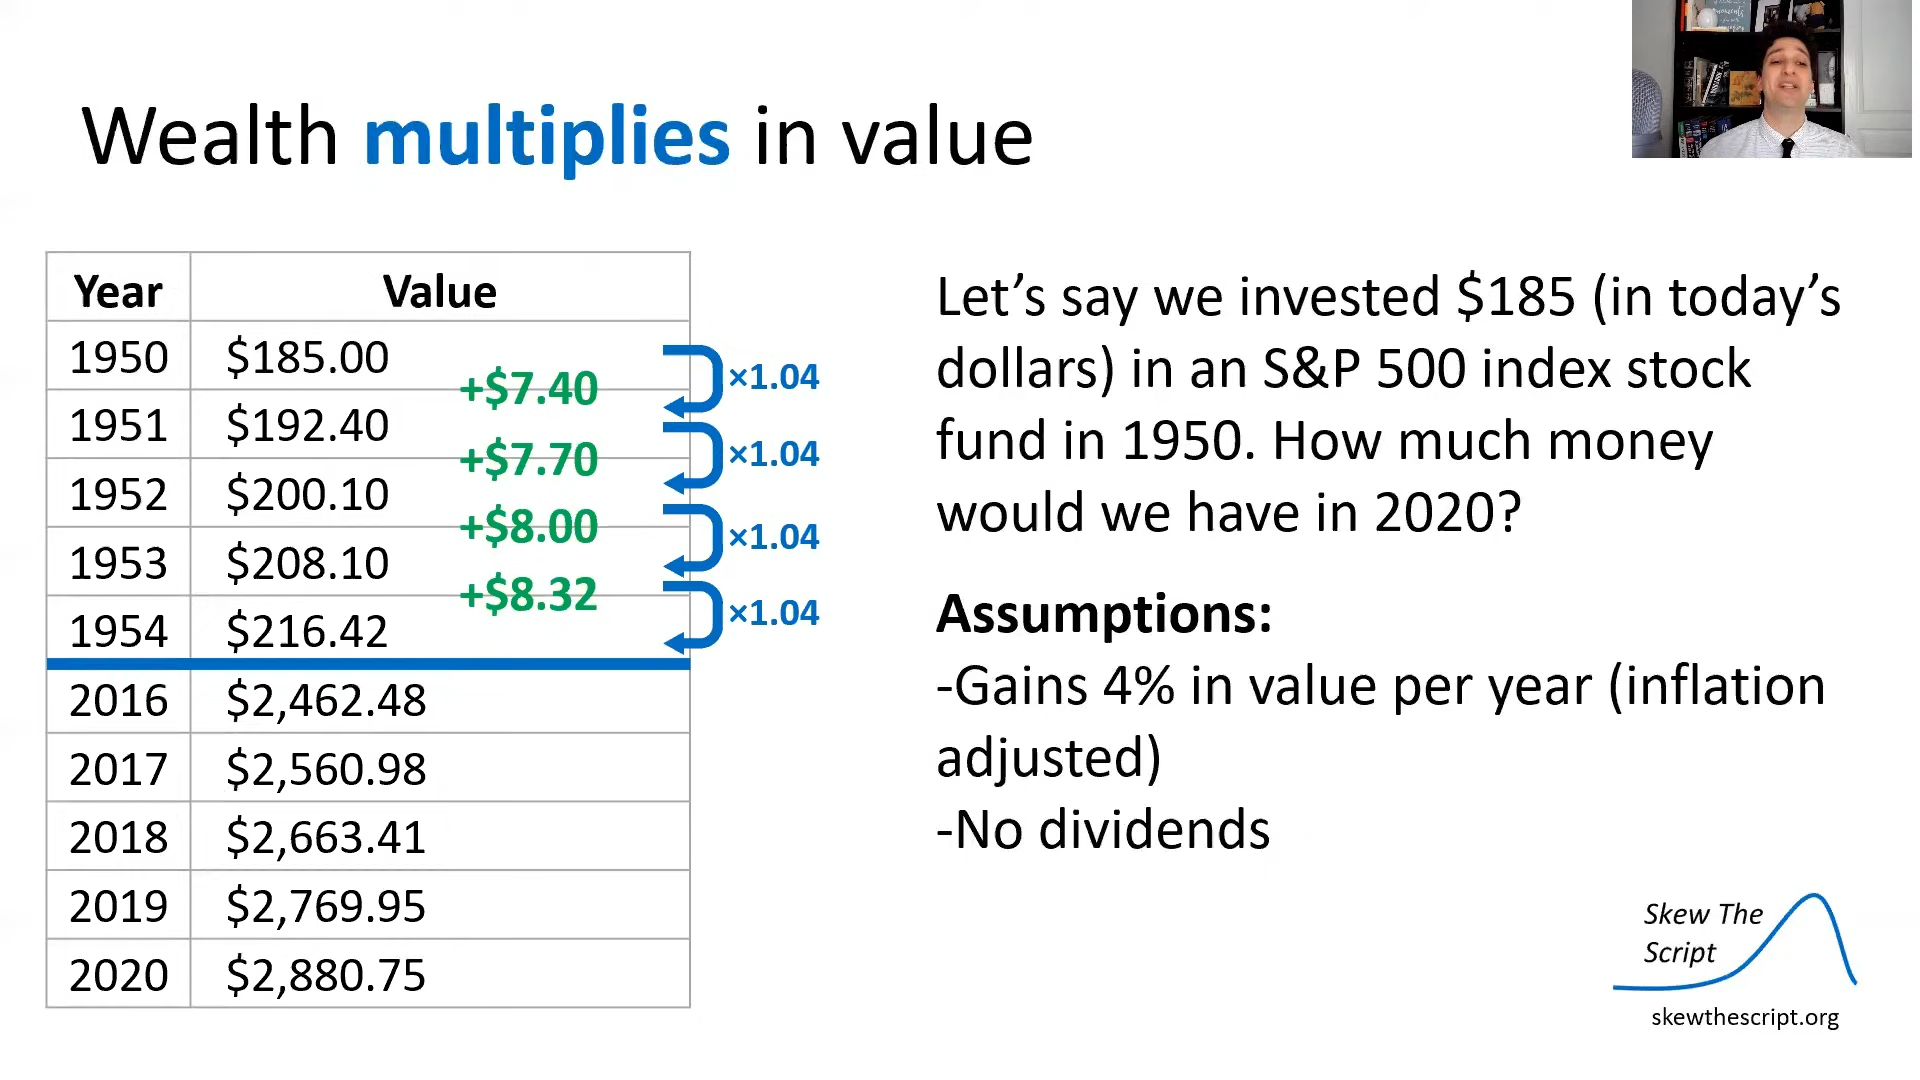 Wealth multiplies in value
Year Value
1950 $185.00
+$7.40 ×1.04
1951 $192.40
+$7.70 ×1.04
1952 $200.10
+$8.00 ×1.04
1953 $208.10
+$8.32 ×1.04
1954 $216.42
2016 $2,462.48
2017 $2,560.98
2018 $2,663.41
2019 $2,769.95
2020 $2,880.75
Let’s say we invested $185 (in today’s
dollars) in an S&P 500 index stock
fund in 1950. How much money
would we have in 2020?
Assumptions:
-Gains 4% in value per year (inflation
adjusted)
-No dividends
Skew The
Script
skewthescript.org